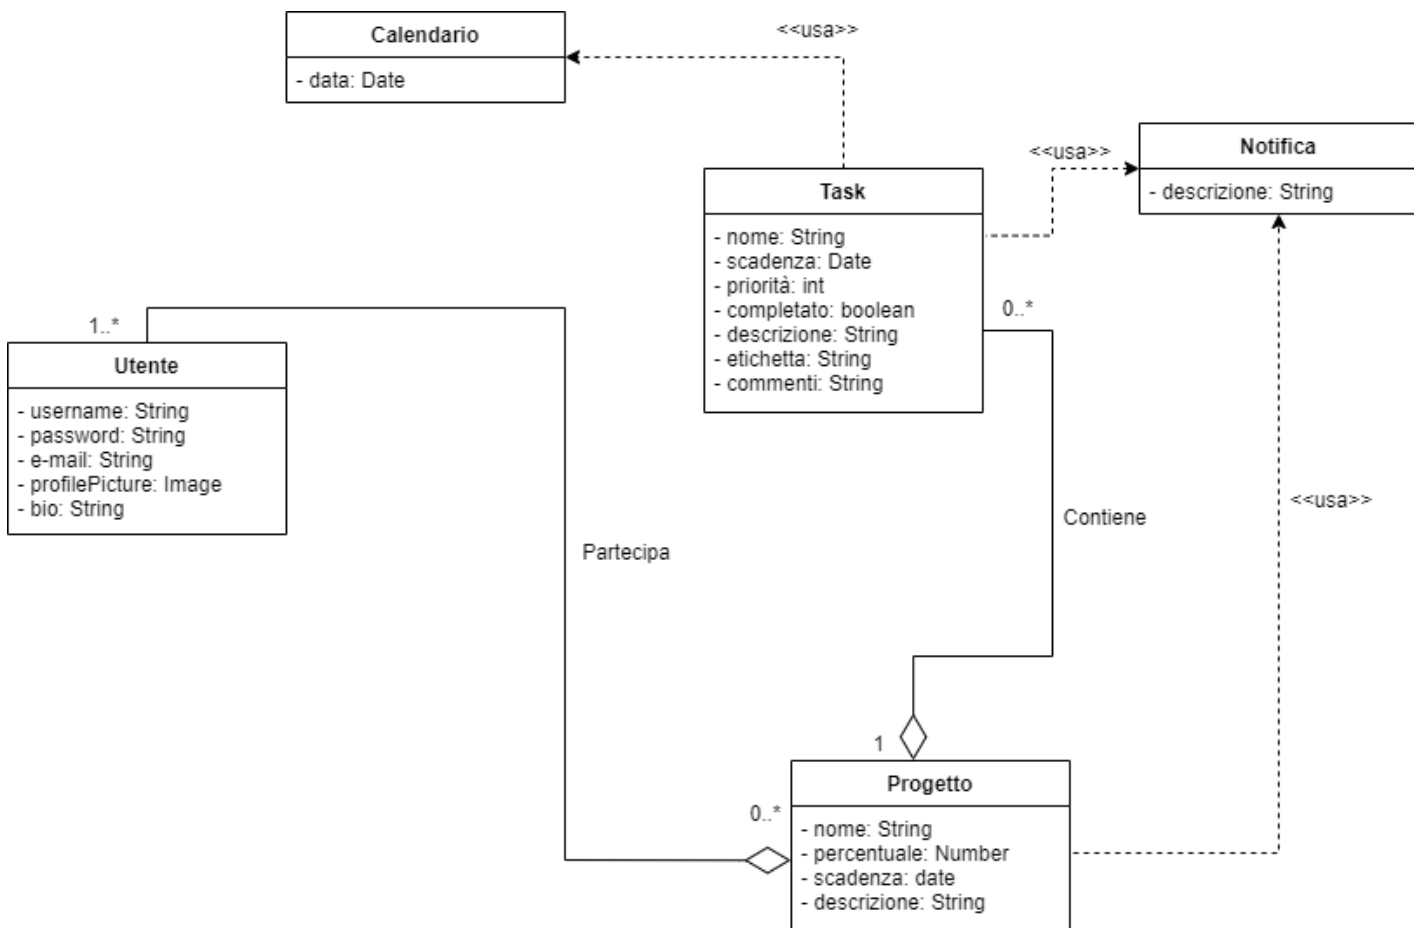 Calendario
- data: Date
<<usa>>
<<usa>>
Notifica
- descrizione: String
Task
- nome: String
- scadenza: Date
- priorità: int
- completato: boolean
- descrizione: String
- etichetta: String
- commenti: String
0..*
1..*
Utente
- username: String
- password: String
- e-mail: String
- profilePicture: Image
- bio: String
<<usa>>
Contiene
Partecipa
1
0..*
Progetto
- nome: String
- percentuale: Number
- scadenza: date
- descrizione: String